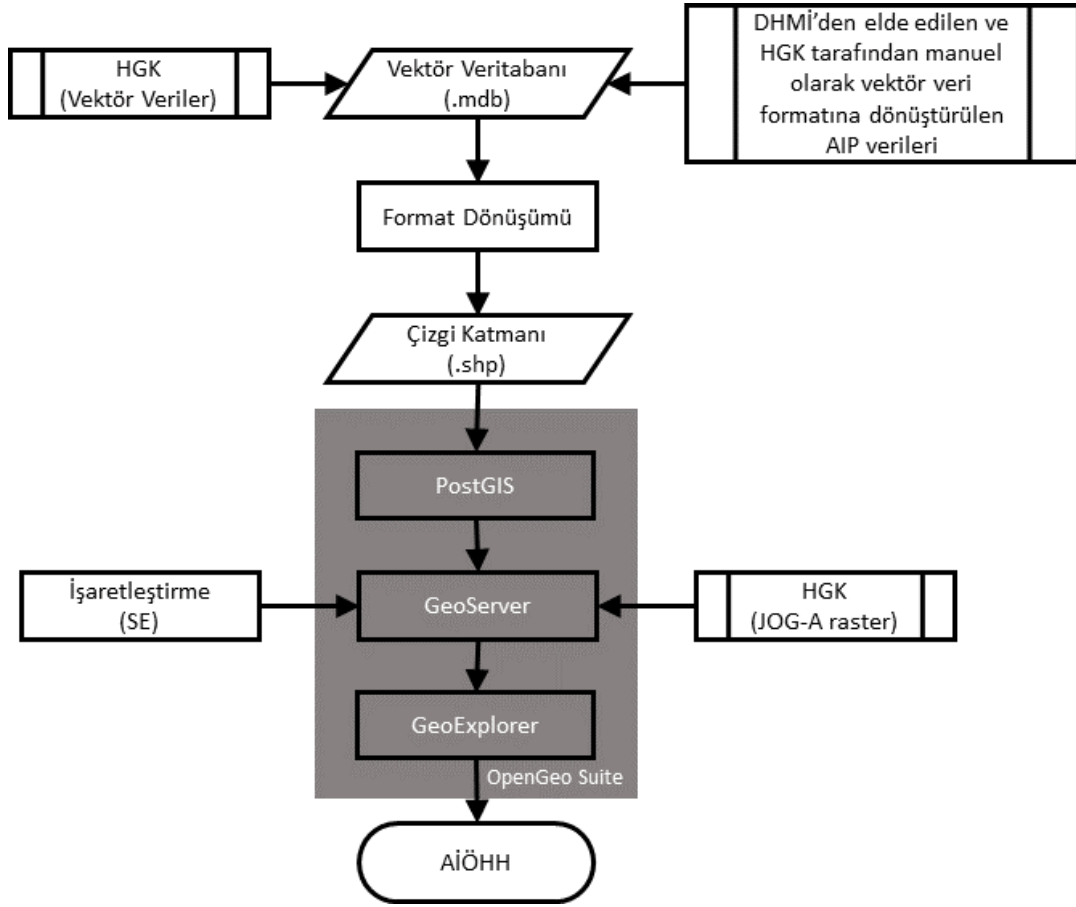 HGK
(Vektör Veriler)
Vektör Veritabanı
(.mdb)
DHMİ’den elde edilen ve
HGK tarafından manuel
olarak vektör veri
formatına dönüştürülen
AIP verileri
Format Dönüşümü
Çizgi Katmanı
(.shp)
PostGIS
İşaretleştirme
(SE)
GeoServer
HGK
(JOG-A raster)
GeoExplorer
OpenGeo Suite
AİÖHH